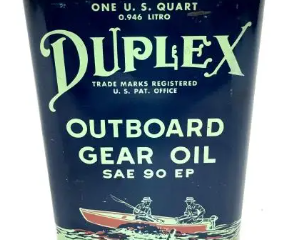 ONE U. S. QUART
0.946 LITRO
DUPLEX
TRADE MARKS REGISTERED
U. S. PAT. OFFICE
OUTBOARD
GEAR OIL
SAE 90 EP